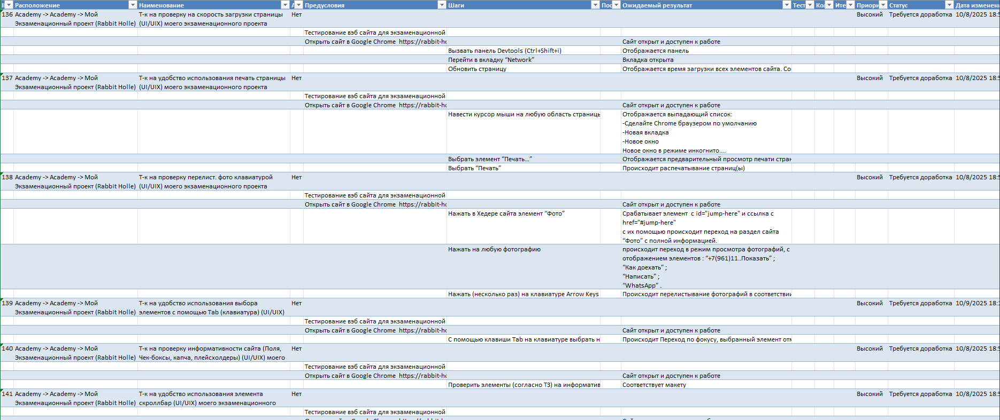 Расположение Наименование Предусловия Шаги Пос Ожидаемый результат Тест Ко Ите Приори Статус Дата изменени
136 Academy -> Academy -> Мой Т-к на проверку на скорость загрузки страницы Нет Высокий Требуется доработка 10/8/2025 18:5
Экзаменационный проект (Rabbit Holle) (UI/UIX) моего экзаменационного проекта
Тестирование вэб сайта для экзаменационной
Открыть сайт в Google Chrome https://rabbit-ho Сайт открыт и доступен к работе
Вызвать панель Devtools (Ctrl+Shift+i) Отображается панель
Перейти в вкладку “Network” Вкладка открыта
Обновить страницу Отображается время загрузки всех элементов сайта. Со
137 Academy -> Academy -> Мой Т-к на удобство использования печать страницы Нет Высокий Требуется доработка 10/8/2025 18:5
Экзаменационный проект (Rabbit Holle) (UI/UIX) моего экзаменационного проекта
Тестирование вэб сайта для экзаменационной
Открыть сайт в Google Chrome https://rabbit-ho Сайт открыт и доступен к работе
Навести курсор мыши на любую область страницы Отображается выпадающий список:
-Сделайте Chrome браузером по умолчанию
-Новая вкладка
-Новое окно
Новое окно в режиме инкогнито....
Выбрать элемент “Печать…” Отображается предварительный просмотр печати стран
Выбрать “Печать” Происходит распечатывание страниц(ы)
138 Academy -> Academy -> Мой Т-к на проверку перелист. фото клавиатурой Нет Высокий Требуется доработка 10/8/2025 18:5
Экзаменационный проект (Rabbit Holle) (UI/UIX) моего экзаменационного проекта
Тестирование вэб сайта для экзаменационной
Открыть сайт в Google Chrome https://rabbit-ho Сайт открыт и доступен к работе
Нажать в Хедере сайта элемент “Фото” Срабатывает элемент с id="jump-here" и ссылка с
href="#jump-here"
с их помощью происходит переход на раздел сайта
“Фото” с полной информацией.
Нажать на любую фотографию происходит переход в режим просмотра фотографий, с
отображением элементов : “+7(961)11..Показать” ;
“Как доехать” ;
“Написать” ;
“WhatsApp” .
Нажать (несколько раз) на клавиатуре Arrow Keys Происходит перелистывание фотографий в соответствии
139 Academy -> Academy -> Мой Т-к на удобство использования выбора Нет Высокий Требуется доработка 10/9/2025 18:1
Экзаменационный проект (Rabbit Holle) элементов с помощью Tab (клавиатура) (UI/UIX)
Тестирование вэб сайта для экзаменационной
Открыть сайт в Google Chrome https://rabbit-ho Сайт открыт и доступен к работе
С помощью клавиши Tab на клавиатуре выбрать н Происходит Переход по фокусу, выбранный элемент отм
140 Academy -> Academy -> Мой Т-к на проверку информативности сайта (Поля, Нет Высокий Требуется доработка 10/8/2025 18:5
Экзаменационный проект (Rabbit Holle) Чек-боксы, капча, плейсхолдеры) (UI/UIX) моего
Тестирование вэб сайта для экзаменационной
Открыть сайт в Google Chrome https://rabbit-ho Сайт открыт и доступен к работе
Проверить элементы (согласно ТЗ) на информатив Соответствует макету
141 Academy -> Academy -> Мой Т-к на удобство использования элемента Нет Высокий Требуется доработка 10/8/2025 18:5
Экзаменационный проект (Rabbit Holle) скроллбар (UI/UIX) моего экзаменационного
Тестирование вэб сайта для экзаменационной